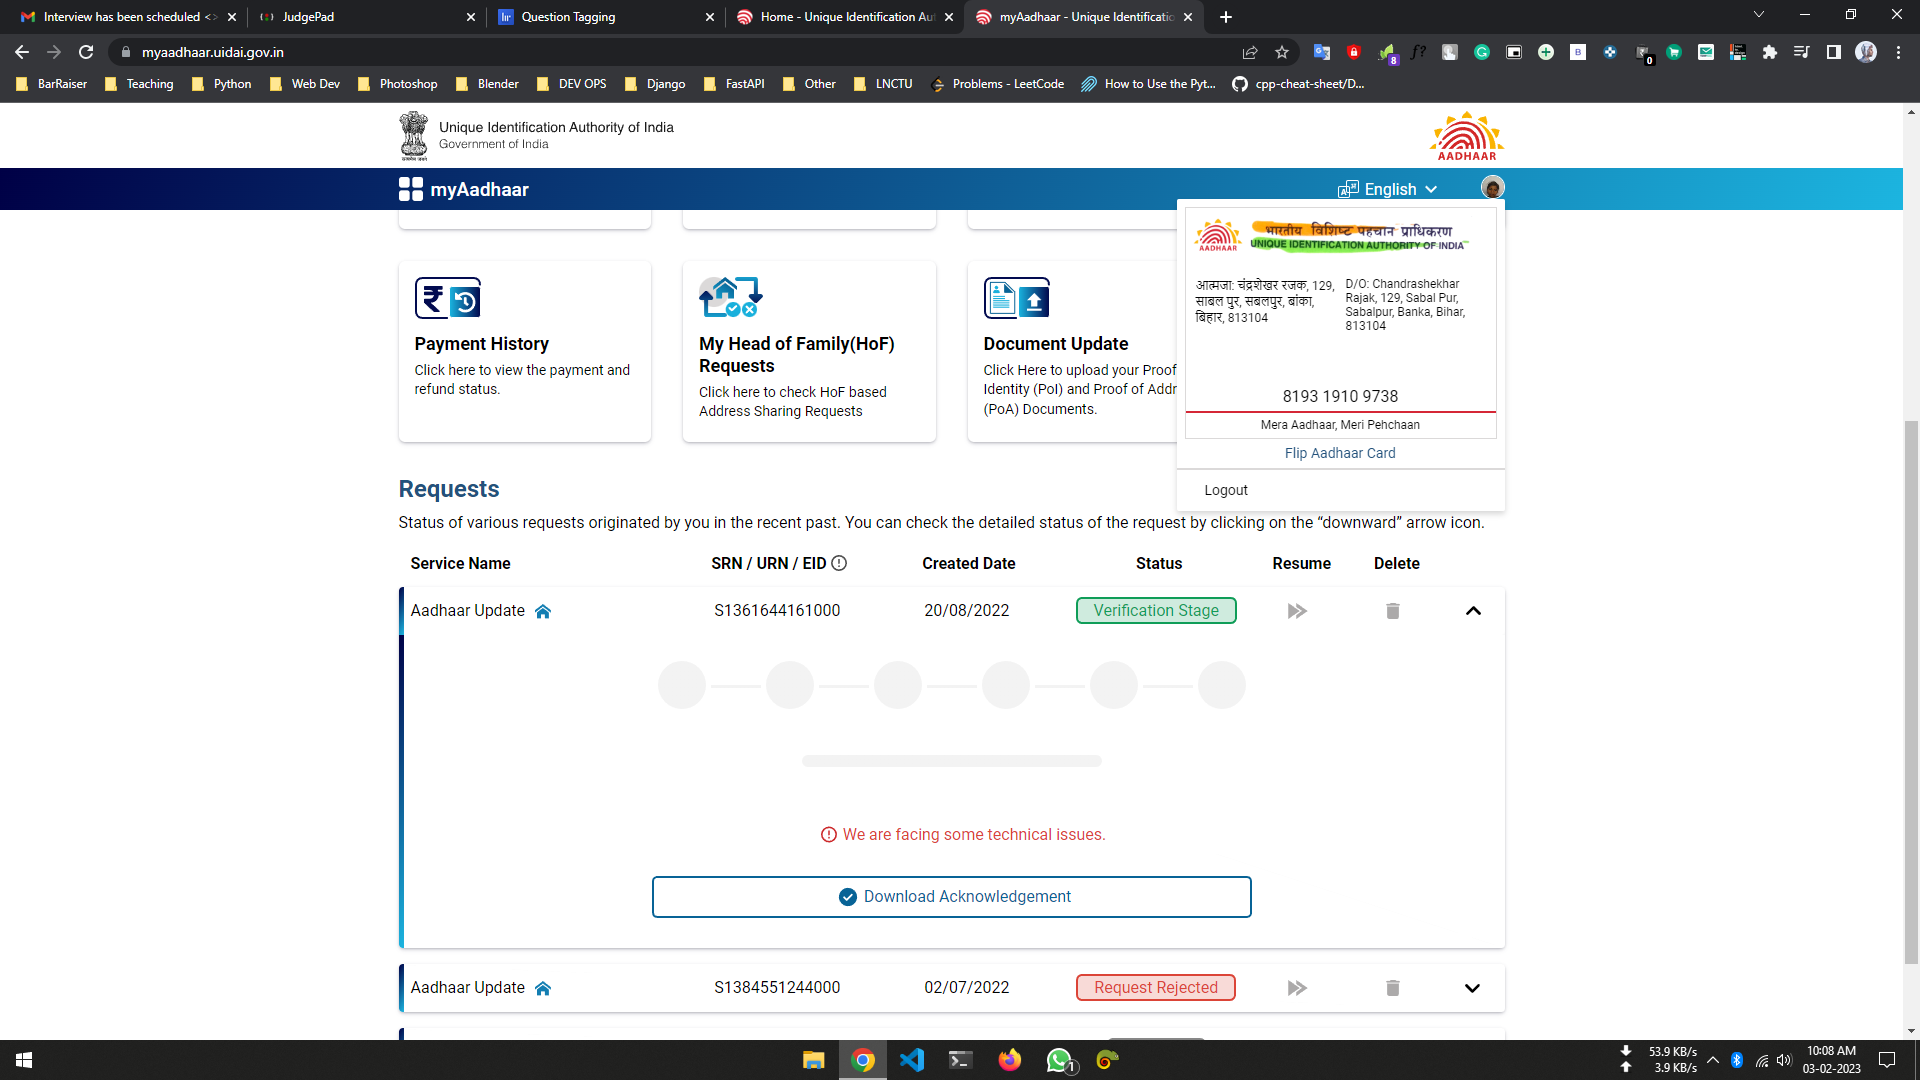 Interview has been scheduled <>
JudgePad
Question Tagging
Home - Unique Identification Au
myAadhaar - Unique Identificatio
myaadhaar.uidai.gov.in
BarRaiser
Teaching
Python
Web Dev
Photoshop
Blender
DEV OPS
Django
FastAPI
Other
LNCTU
Problems - LeetCode
How to Use the Pyt...
cpp-cheat-sheet/D...
Unique Identification Authority of India
Government of India
AADHAAR
myAadhaar
English
Payment History
Click here to view the payment and
refund status.
My Head of Family(HoF)
Requests
Click here to check HoF based
Address Sharing Requests
Document Update
Click Here to upload your Proof
Identity (PoI) and Proof of Addr
(PoA) Documents.
AADHAAR
भारतीय विशिष्ट पहचान प्राधिकरण
UNIQUE IDENTIFICATION AUTHORITY OF INDIA
आत्मजा: चंद्रशेखर रजक, 129,
साबल पुर, सबलपुर, बांका,
बिहार, 813104
D/O: Chandrashekhar
Rajak, 129, Sabal Pur,
Sabalpur, Banka, Bihar,
813104
8193 1910 9738
Mera Aadhaar, Meri Pehchaan
Flip Aadhaar Card
Logout
Requests
Status of various requests originated by you in the recent past. You can check the detailed status of the request by clicking on the “downward” arrow icon.
Service Name SRN / URN / EID Created Date Status Resume Delete
Aadhaar Update S1361644161000 20/08/2022 Verification Stage
We are facing some technical issues.
Download Acknowledgement
Aadhaar Update S1384551244000 02/07/2022 Request Rejected
53.9 KB/s
3.9 KB/s
10:08 AM
03-02-2023